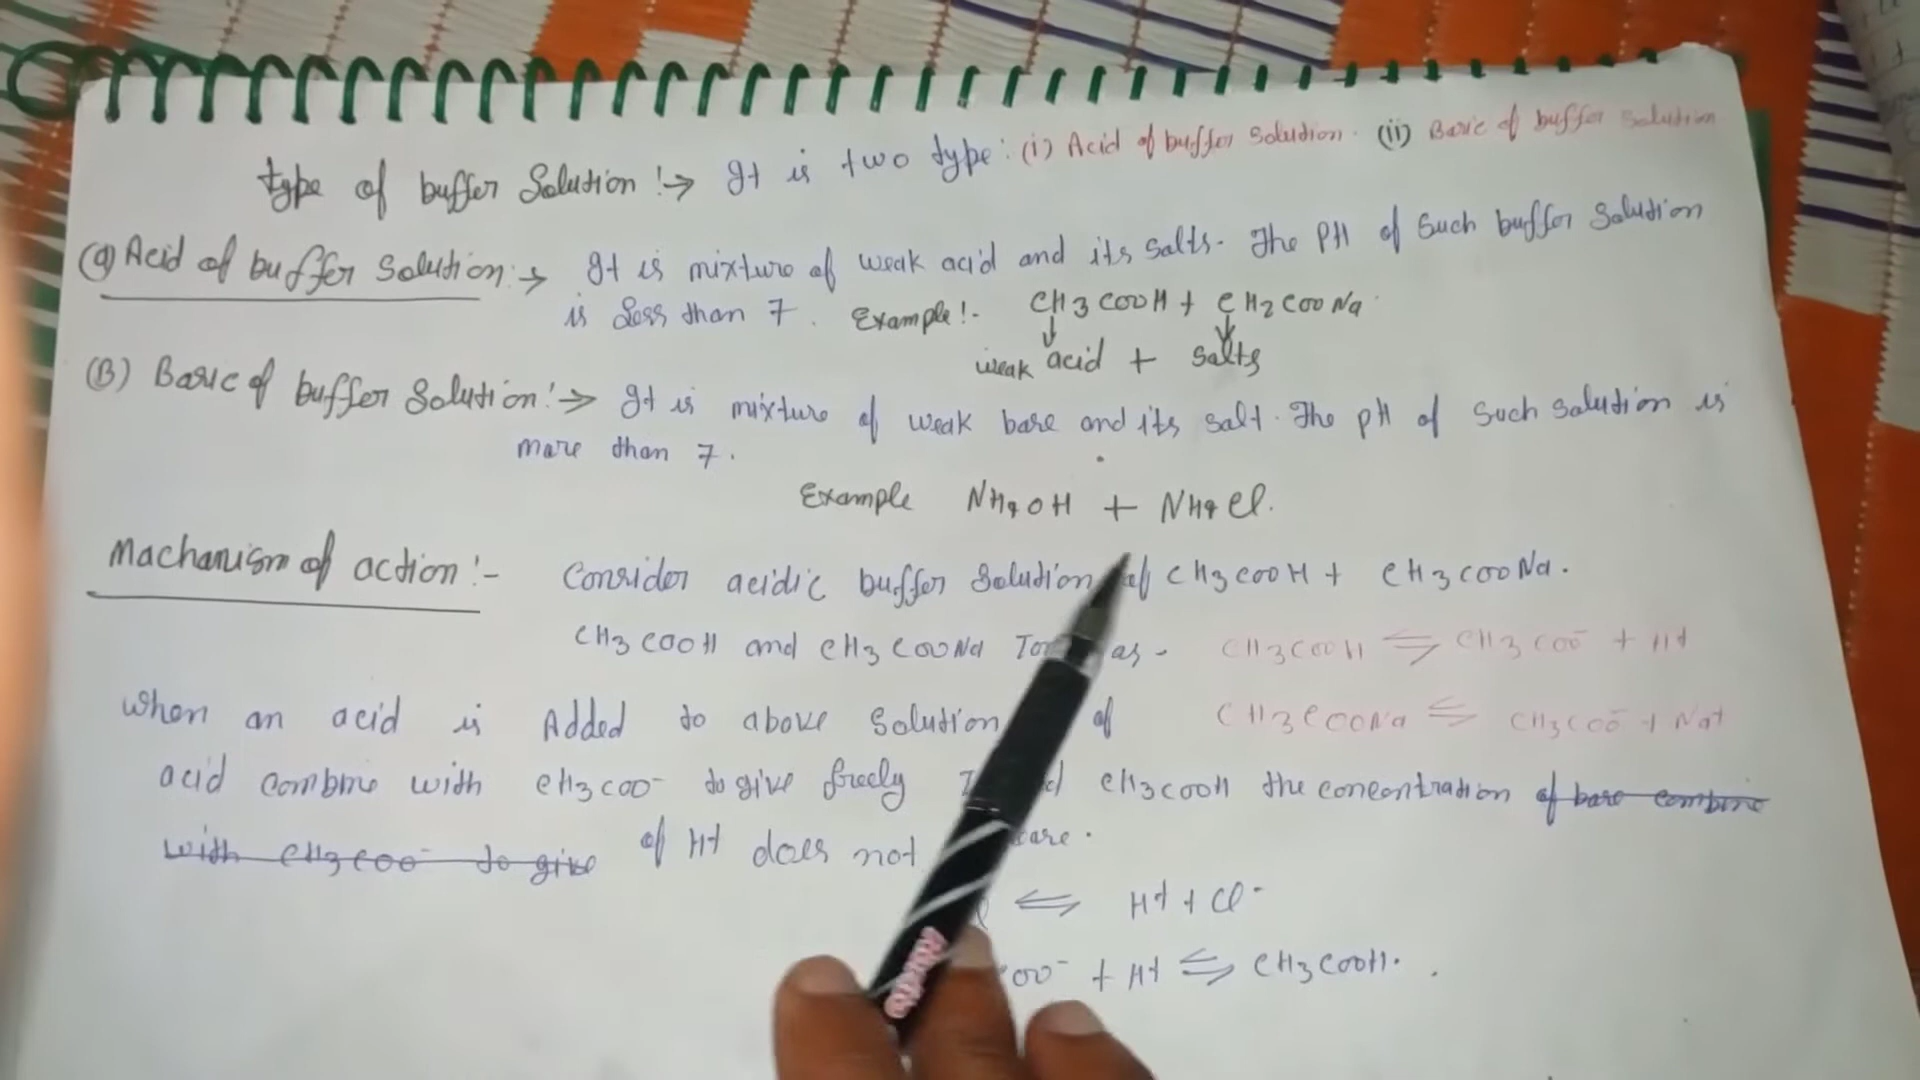 type of buffer Solution !→ It is two type : (i) Acid of buffer Solution. (ii) Basic of buffer Solution
(a) Acid of buffer Solution :→ It is mixture of weak acid and its salts. The PH of Such buffer Solution
is Less than 7. Example !- CH3COOH + CH2COONa
weak acid + Salts
(B) Basic of buffer Solution !→ It is mixture of weak base and its salt. The pH of Such Solution is
more than 7.
Example NH4OH + NH4Cl.
Machanism of action !- Consider acidic buffer Solution of CH3COOH + CH3COONa.
CH3COOH and CH3COONa as - CH3COOH ⇌ CH3COO- + H+
When an acid is Added to above Solution of CH3COONa ⇌ CH3COO- + Na+
acid combine with CH3COO- to give freely CH3COOH the concentration of base combine
with CH3COO- to give of H+ does not
⇌ H+ + Cl-
OO- + H+ ⇌ CH3COOH.